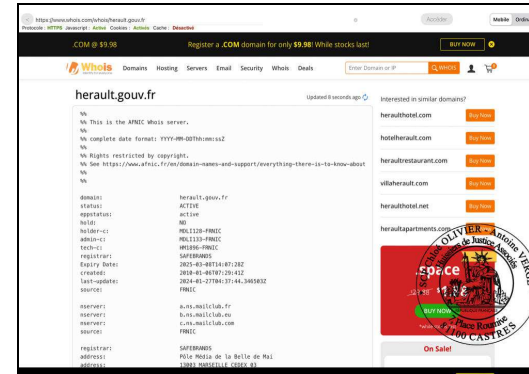 https://www.whois.com/whois/herault.gouv.fr
Accéder
Mobile
Protocole : HTTPS Javascript : Activé Cookies : Activés Cache : Désactivé
.COM @ $9.98
Register a .COM domain for only $9.98! While stocks last!
BUY NOW
Whois
Domains Hosting Servers Email Security Whois Deals
Enter Domain or IP
WHOIS
herault.gouv.fr
Updated 8 seconds ago
%%
%% This is the AFNIC Whois server.
%%
%% complete date format: YYYY-MM-DDThh:mm:ssZ
%%
%% Rights restricted by copyright.
%% See https://www.afnic.fr/en/domain-names-and-support/everything-there-is-to-know-about
%%
%%
domain: herault.gouv.fr
status: ACTIVE
eppstatus: active
hold: NO
holder-c: MDLI128-FRNIC
admin-c: MDLI133-FRNIC
tech-c: HM1896-FRNIC
registrar: SAFEBRANDS
Expiry Date: 2025-03-08T14:07:28Z
created: 2010-01-06T07:29:41Z
last-update: 2024-01-27T04:37:44.346503Z
source: FRNIC
nserver: a.ns.mailclub.fr
nserver: b.ns.mailclub.eu
nserver: c.ns.mailclub.com
source: FRNIC
registrar: SAFEBRANDS
address: Pôle Média de la Belle de Mai
address: 13003 MARSEILLE CEDEX 03
Interested in similar domains?
heraulthotel.com
Buy Now
hotelherault.com
Buy Now
heraultrestaurant.com
Buy Now
villaherault.com
Buy Now
heraulthotel.net
Buy Now
heraultapartments.com
.space
BUY NOW
OLIVIER - Antoine
de Justice Associés
Place
CASTRES
On Sale!